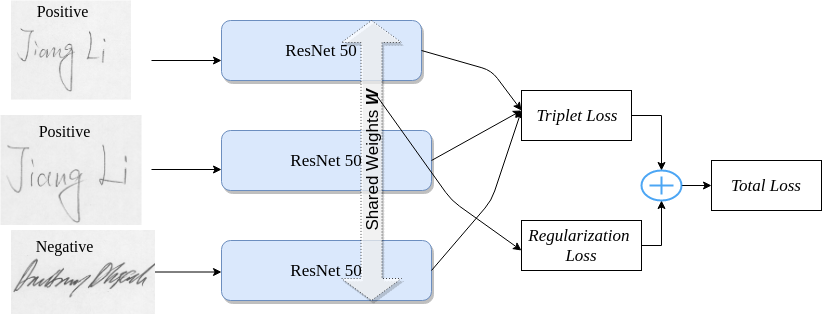 Positive
Jiang Li
ResNet 50
Positive
Jiang Li
ResNet 50
Negative
ResNet 50
Shared Weights W
Triplet Loss
Regularization
Loss
Total Loss